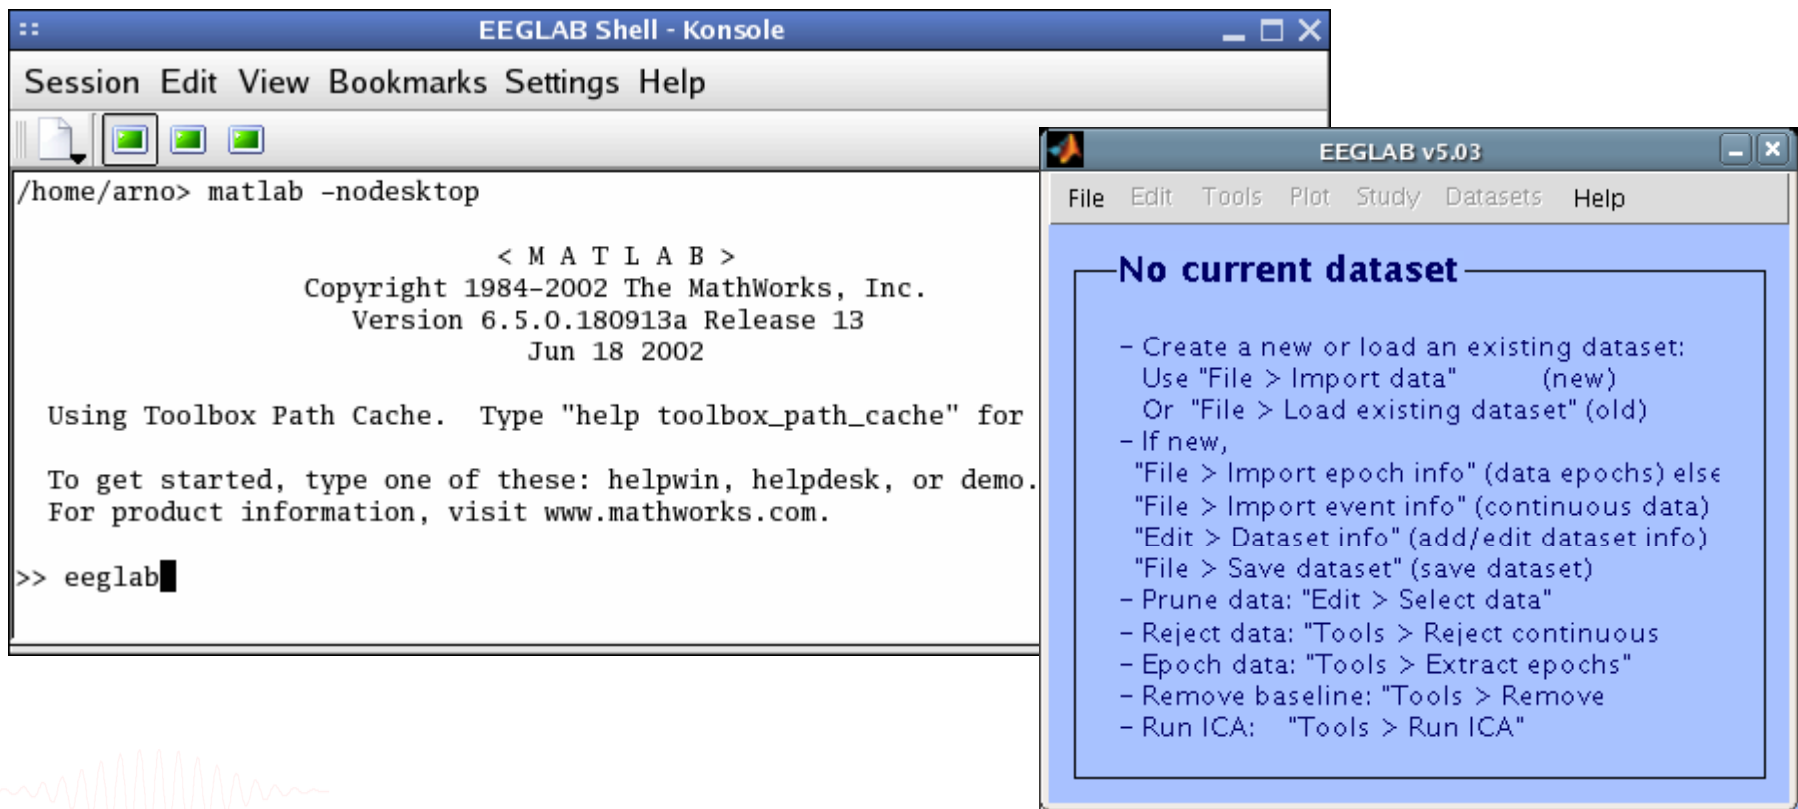 EEGLAB Shell - Konsole
Session Edit View Bookmarks Settings Help
/home/arno> matlab -nodesktop
< M A T L A B >
Copyright 1984-2002 The MathWorks, Inc.
Version 6.5.0.180913a Release 13
Jun 18 2002
Using Toolbox Path Cache. Type "help toolbox_path_cache" for
To get started, type one of these: helpwin, helpdesk, or demo.
For product information, visit www.mathworks.com.
>> eeglab
EEGLAB v5.03
File Edit Tools Plot Study Datasets Help
No current dataset
- Create a new or load an existing dataset:
Use "File > Import data" (new)
Or "File > Load existing dataset" (old)
- If new,
"File > Import epoch info" (data epochs) else
"File > Import event info" (continuous data)
"Edit > Dataset info" (add/edit dataset info)
"File > Save dataset" (save dataset)
- Prune data: "Edit > Select data"
- Reject data: "Tools > Reject continuous
- Epoch data: "Tools > Extract epochs"
- Remove baseline: "Tools > Remove
- Run ICA: "Tools > Run ICA"